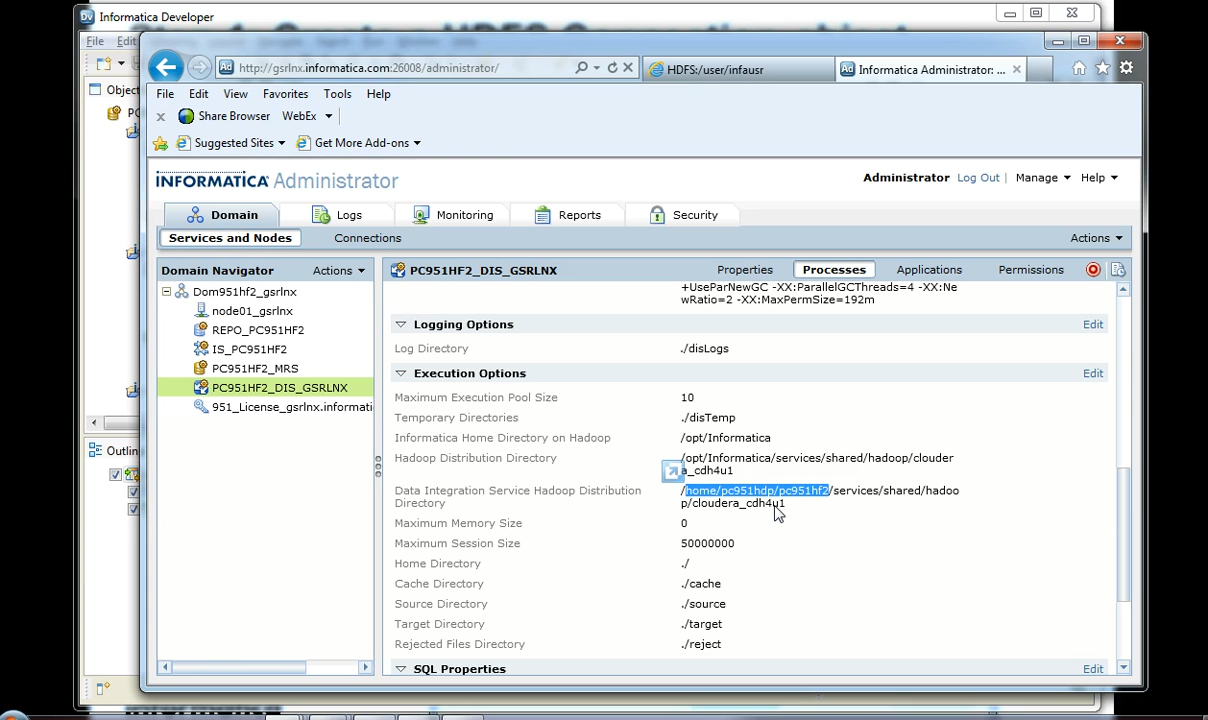 Informatica Developer
File Edit
http://gsrlnx.informatica.com:26008/administrator/
HDFS:/user/infausr
Informatica Administrator: ...
File Edit View Favorites Tools Help
Share Browser WebEx
Suggested Sites Get More Add-ons
Object
PC
INFORMATICA Administrator
Administrator Log Out | Manage Help
Domain Logs Monitoring Reports Security
Services and Nodes Connections Actions
Domain Navigator Actions
Dom951hf2_gsrlnx
node01_gsrlnx
REPO_PC951HF2
IS_PC951HF2
PC951HF2_MRS
PC951HF2_DIS_GSRLNX
951_License_gsrlnx.informati
Outlin
PC951HF2_DIS_GSRLNX Properties Processes Applications Permissions
+UseParNewGC -XX:ParallelGCThreads=4 -XX:Ne
wRatio=2 -XX:MaxPermSize=192m
Logging Options Edit
Log Directory ./disLogs
Execution Options Edit
Maximum Execution Pool Size 10
Temporary Directories ./disTemp
Informatica Home Directory on Hadoop /opt/Informatica
Hadoop Distribution Directory /opt/Informatica/services/shared/hadoop/clouder
a_cdh4u1
Data Integration Service Hadoop Distribution /home/pc951hdp/pc951hf2/services/shared/hadoo
Directory p/cloudera_cdh4u1
Maximum Memory Size 0
Maximum Session Size 50000000
Home Directory ./
Cache Directory ./cache
Source Directory ./source
Target Directory ./target
Rejected Files Directory ./reject
SQL Properties Edit